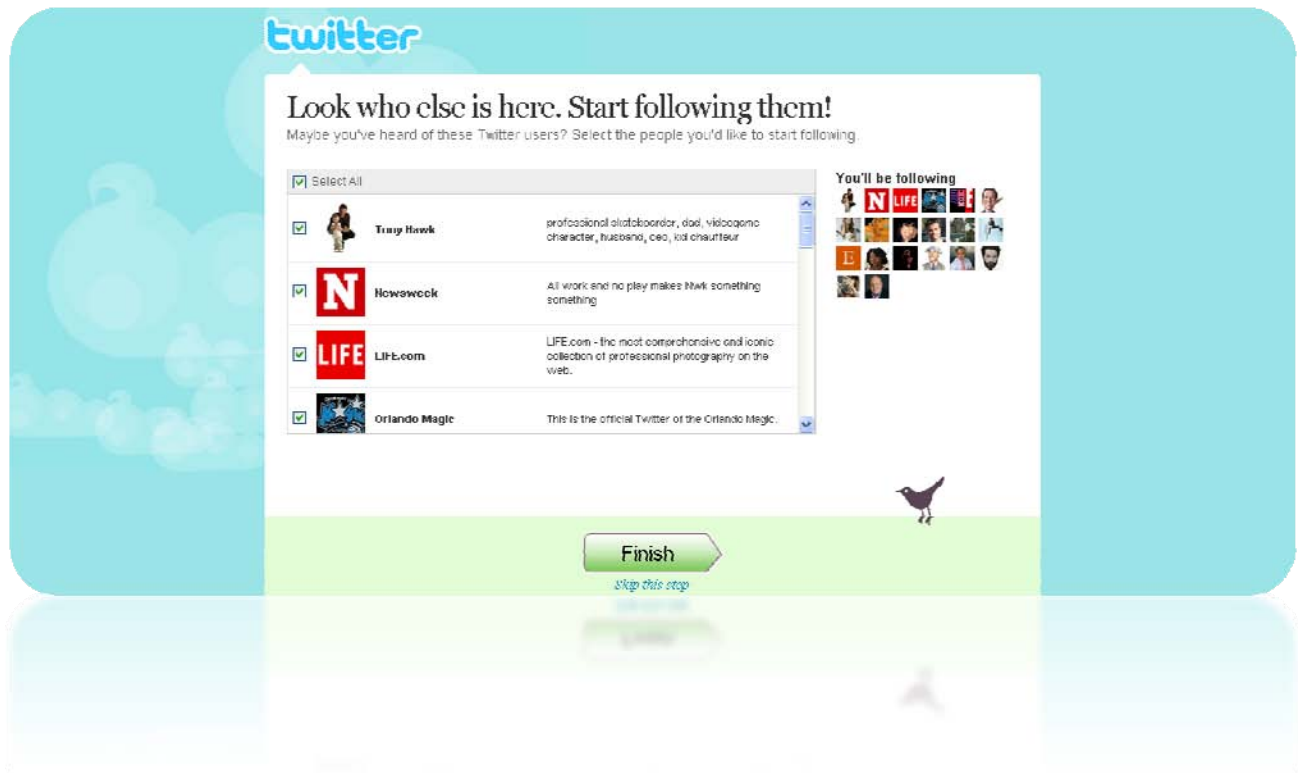 twitter
Look who else is here. Start following them!
Maybe you've heard of these Twitter users? Select the people you'd like to start following.
Select All
You'll be following
Tony Hawk
professional skateboarder, dad, videogame
character, husband, ceo, kid chauffeur
N
Newsweek
All work and no play makes Nwk something
something
LIFE
LIFE.com
LIFE.com - the most comprehensive and iconic
collection of professional photography on the
web.
Orlando Magic
This is the official Twitter of the Orlando Magic.
N
LIFE
E
Finish
Skip this step